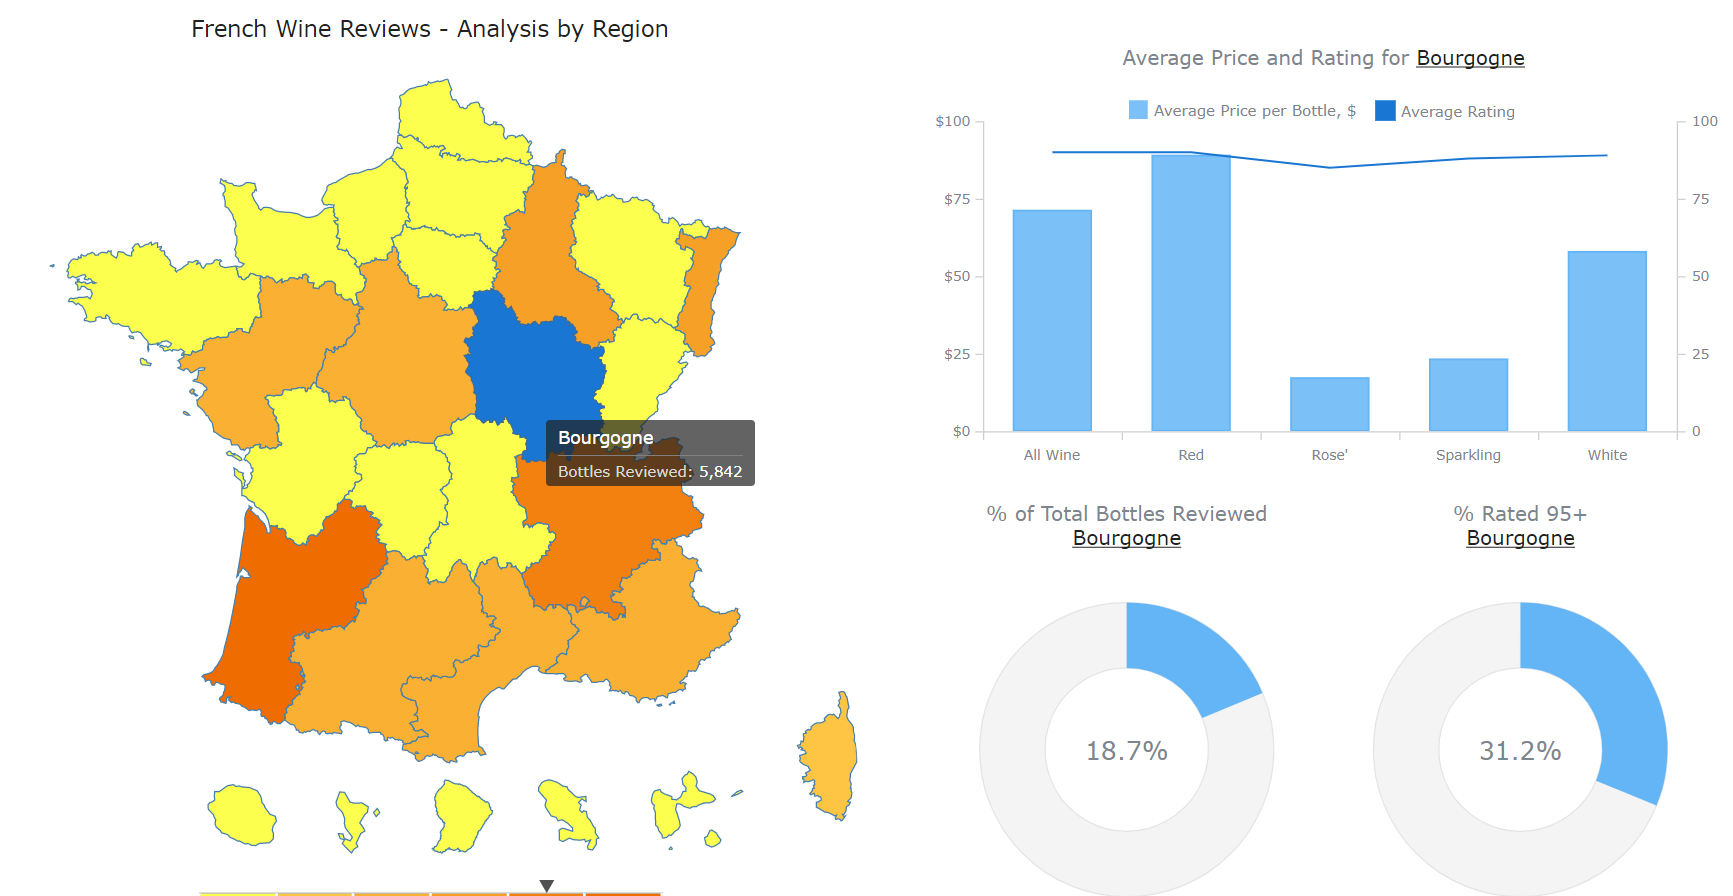 French Wine Reviews - Analysis by Region
Bourgogne
Bottles Reviewed: 5,842
Average Price and Rating for Bourgogne
Average Price per Bottle, $ Average Rating
$100 100
$75 75
$50 50
$25 25
$0 0
All Wine Red Rose' Sparkling White
% of Total Bottles Reviewed
Bourgogne
18.7%
% Rated 95+
Bourgogne
31.2%